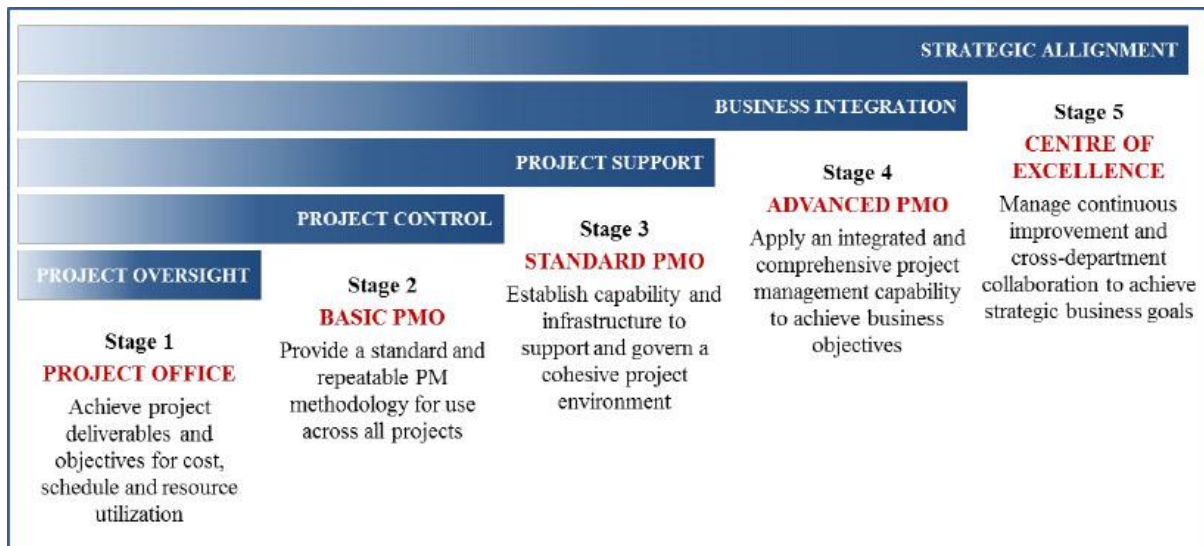 STRATEGIC ALLIGNMENT
BUSINESS INTEGRATION
PROJECT SUPPORT
PROJECT CONTROL
PROJECT OVERSIGHT
Stage 1
PROJECT OFFICE
Achieve project
deliverables and
objectives for cost,
schedule and resource
utilization
Stage 2
BASIC PMO
Provide a standard and
repeatable PM
methodology for use
across all projects
Stage 3
STANDARD PMO
Establish capability and
infrastructure to
support and govern a
cohesive project
environment
Stage 4
ADVANCED PMO
Apply an integrated and
comprehensive project
management capability
to achieve business
objectives
Stage 5
CENTRE OF
EXCELLENCE
Manage continuous
improvement and
cross-department
collaboration to achieve
strategic business goals